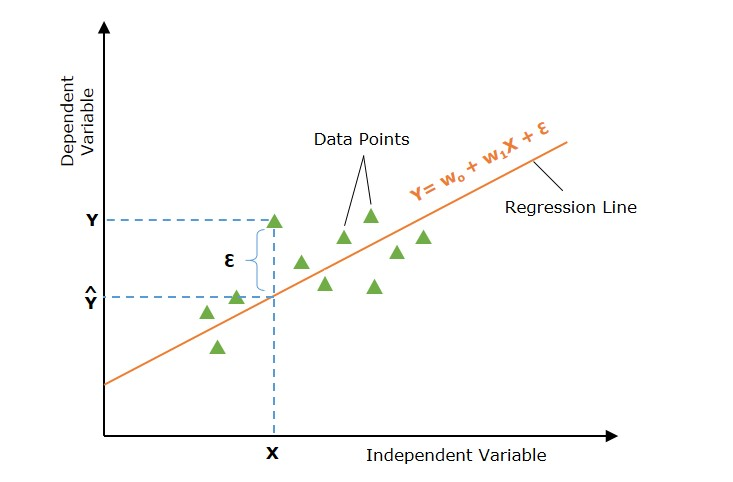 Dependent
Variable
Data Points
Y= w₀ + w₁X + ε
Regression Line
Y
ε
Ŷ
X
Independent Variable